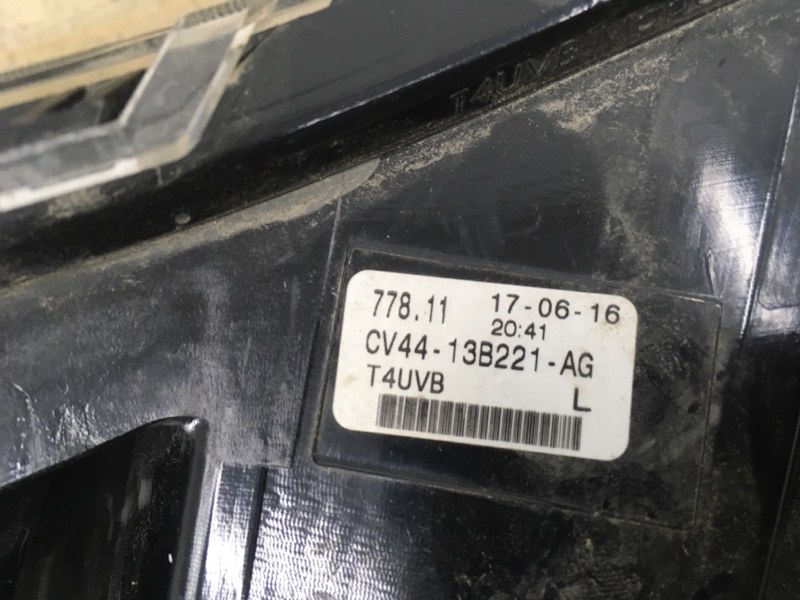 T4UVB
778.11 17-06-16
20:41
CV44-13B221-AG
T4UVB
L